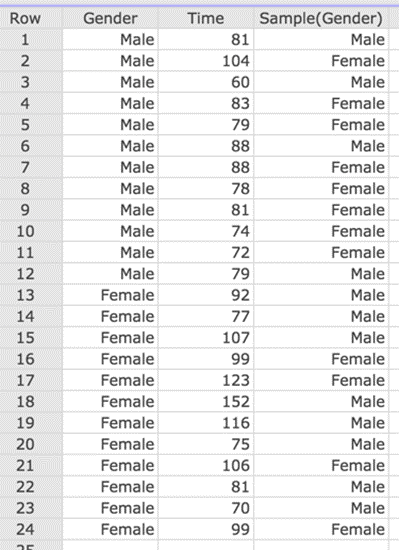 Row Gender Time Sample(Gender)
1 Male 81 Male
2 Male 104 Female
3 Male 60 Male
4 Male 83 Female
5 Male 79 Female
6 Male 88 Male
7 Male 88 Female
8 Male 78 Female
9 Male 81 Female
10 Male 74 Female
11 Male 72 Female
12 Male 79 Male
13 Female 92 Male
14 Female 77 Male
15 Female 107 Male
16 Female 99 Female
17 Female 123 Female
18 Female 152 Male
19 Female 116 Male
20 Female 75 Male
21 Female 106 Female
22 Female 81 Male
23 Female 70 Male
24 Female 99 Female
25